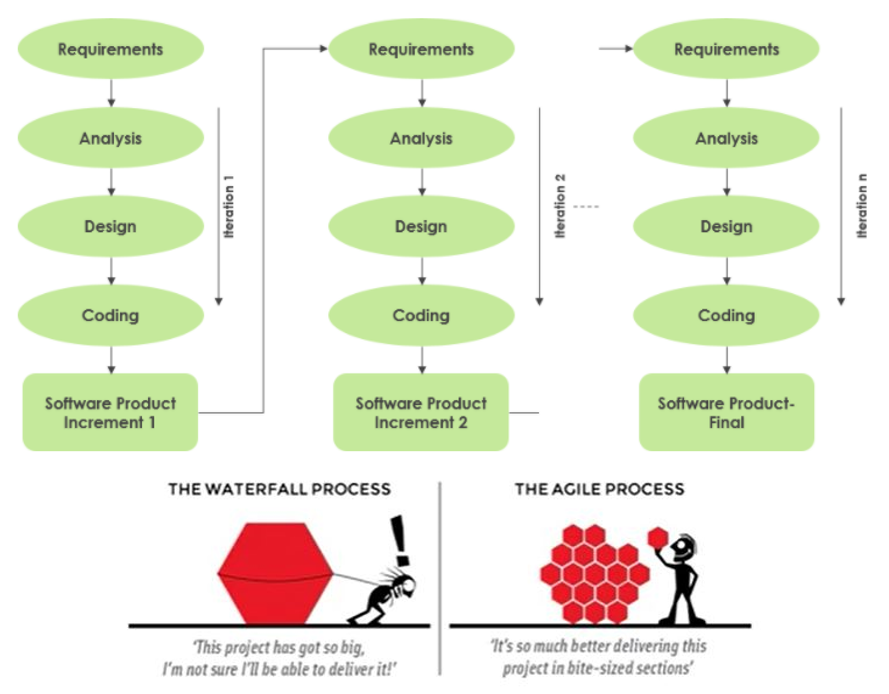 Requirements
Analysis
Design
Coding
Software Product
Increment 1
Iteration 1
Requirements
Analysis
Design
Coding
Software Product
Increment 2
Iteration 2
Requirements
Analysis
Design
Coding
Software Product-
Final
Iteration n
THE WATERFALL PROCESS
!
'This project has got so big,
I'm not sure I'll be able to deliver it!'
THE AGILE PROCESS
'It's so much better delivering this
project in bite-sized sections'